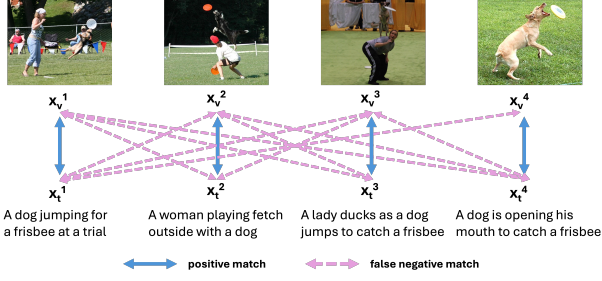 x_v^1 x_v^2 x_v^3 x_v^4
x_t^1 x_t^2 x_t^3 x_t^4
A dog jumping for
a frisbee at a trial
A woman playing fetch
outside with a dog
A lady ducks as a dog
jumps to catch a frisbee
A dog is opening his
mouth to catch a frisbee
positive match
false negative match